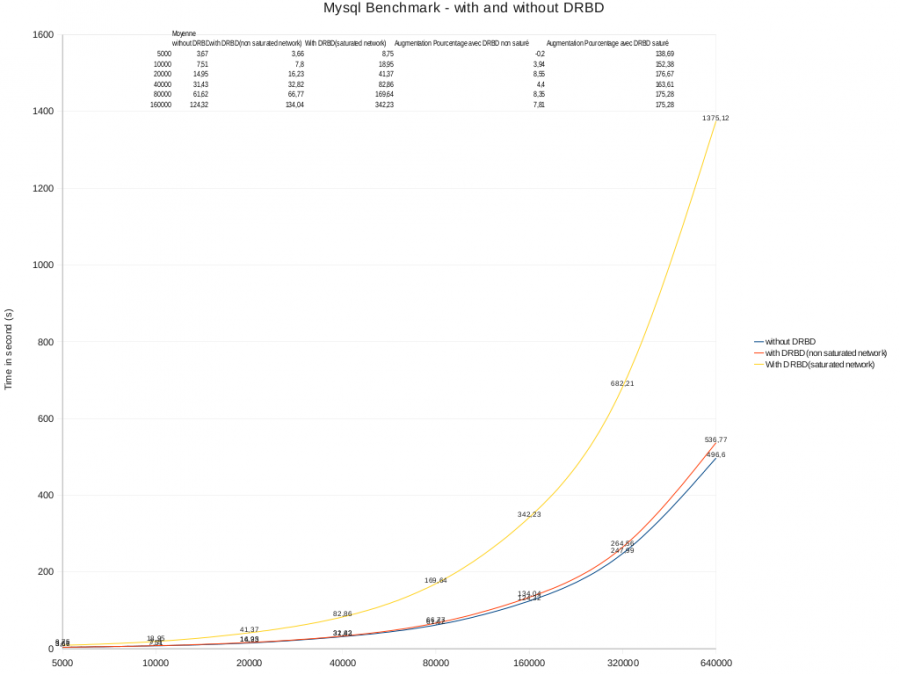 Mysql Benchmark - with and without DRBD
Moyenne
without DRBD with DRBD (non saturated network) With DRBD(saturated network) Augmentation Pourcentage avec DRBD non saturé Augmentation Pourcentage avec DRBD saturé
5000 3,67 3,66 8,75 -0,2 138,69
10000 7,51 7,8 18,95 3,94 152,38
20000 14,95 16,23 41,37 8,55 176,67
40000 31,43 32,82 82,86 4,4 163,61
80000 61,62 66,77 169,64 8,35 175,28
160000 124,32 134,04 342,23 7,81 175,28
1600
1400
1200
1000
800
600
400
200
0
Time in second (s)
1375,12
682,21
536,77
496,6
342,23
264,56
247,99
169,64
134,04
124,32
82,86
66,77
41,37
18,95
5000 10000 20000 40000 80000 160000 320000 640000
without DRBD
with DRBD (non saturated network)
With DRBD(saturated network)